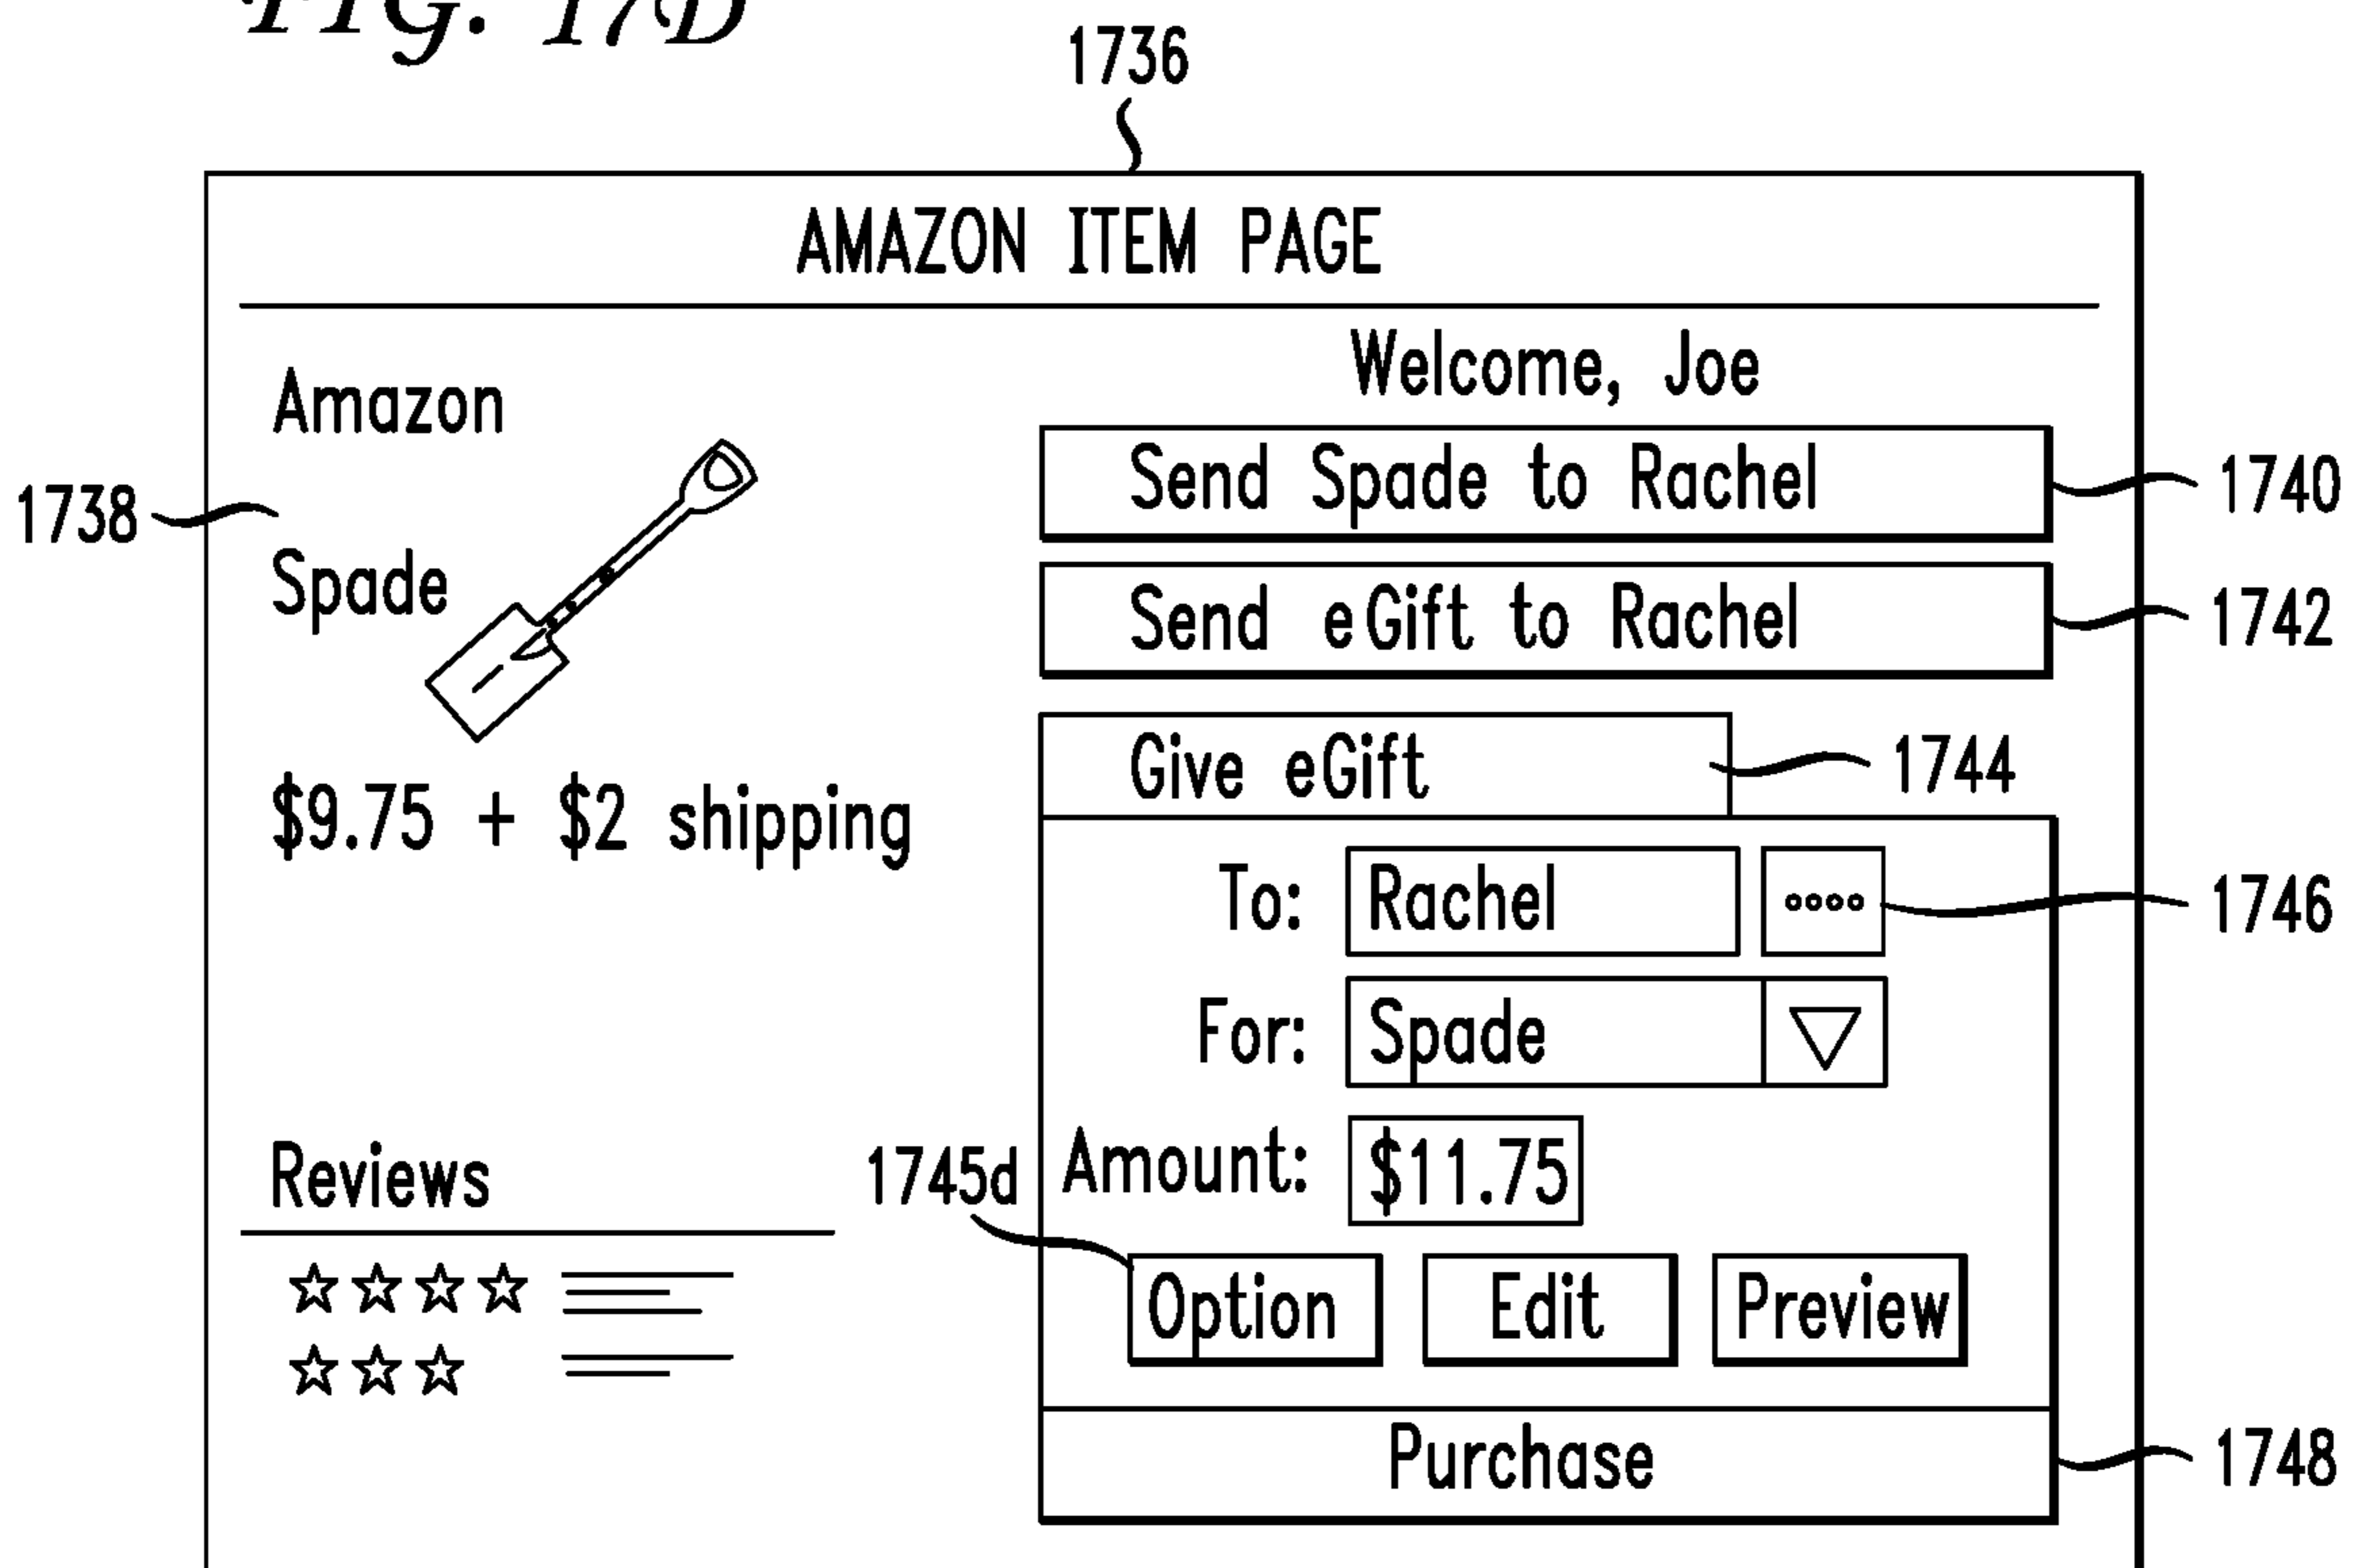 FIG. 17D
1736
AMAZON ITEM PAGE
Welcome, Joe
Amazon
1738
Spade
$9.75 + $2 shipping
Send Spade to Rachel
1740
Send eGift to Rachel
1742
Give eGift
1744
To: Rachel
1746
For: Spade
Amount: $11.75
1745d
Option Edit Preview
Purchase
1748
Reviews